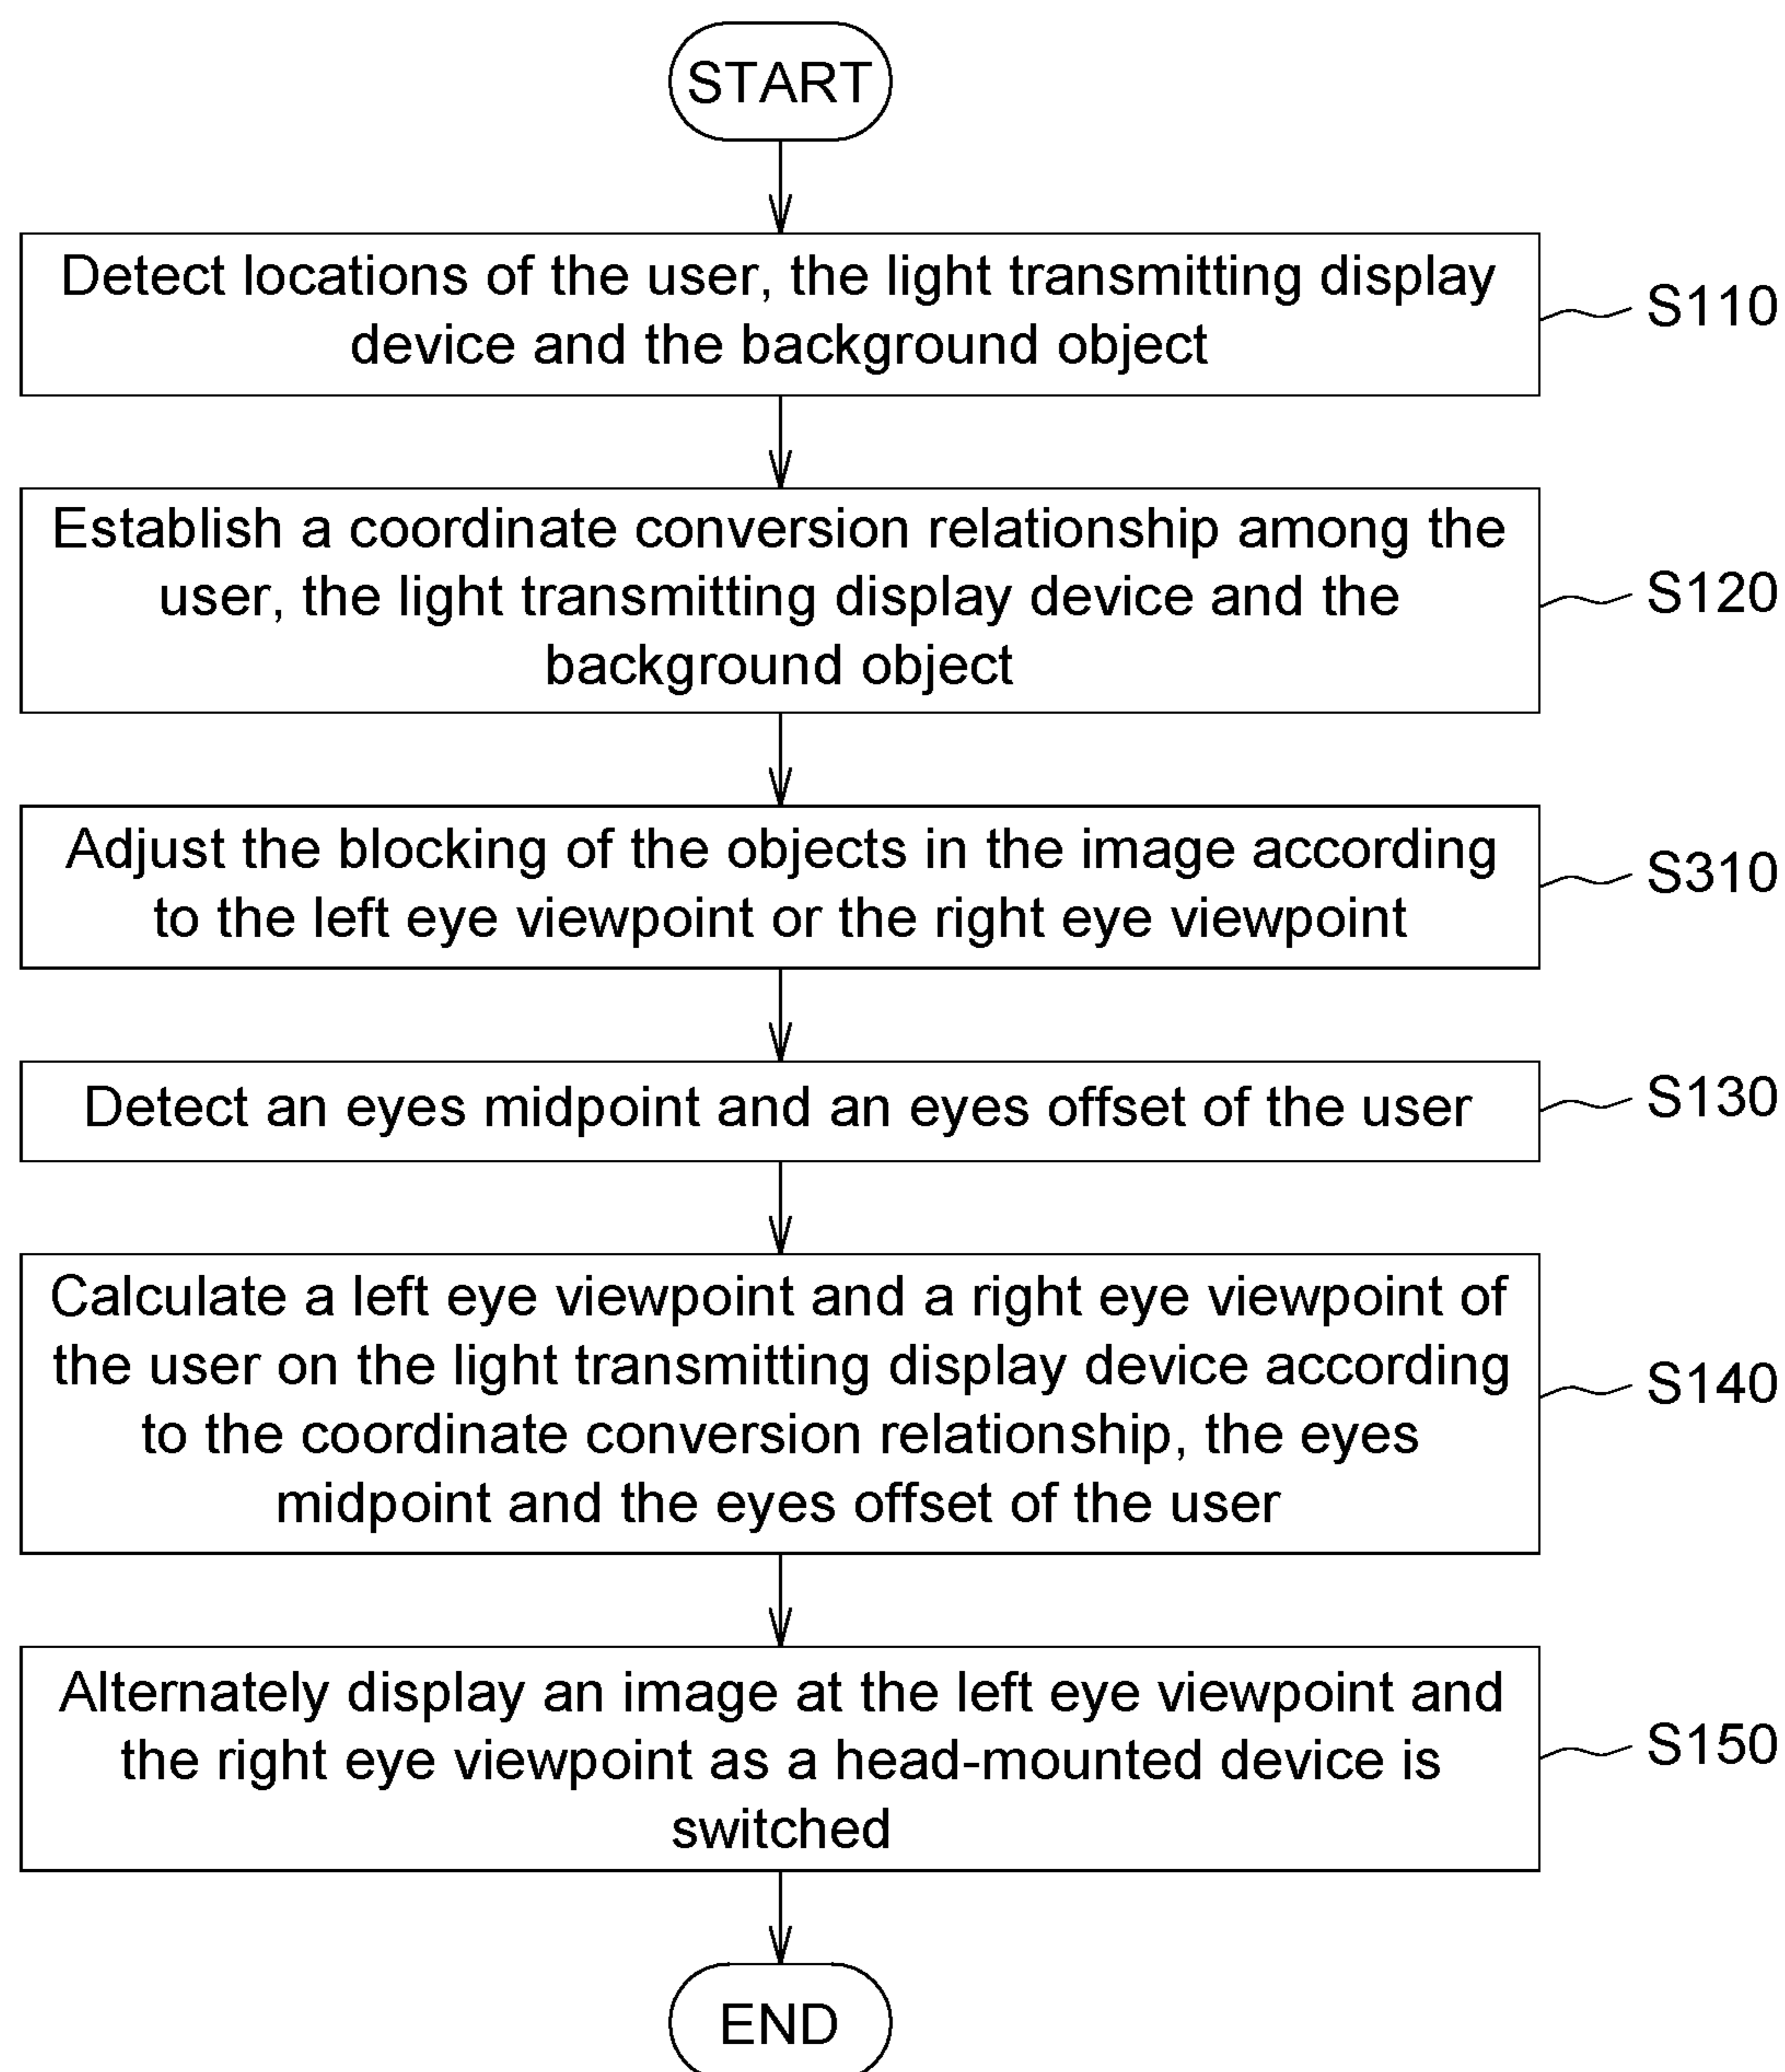 START
Detect locations of the user, the light transmitting display
device and the background object
S110
Establish a coordinate conversion relationship among the
user, the light transmitting display device and the
background object
S120
Adjust the blocking of the objects in the image according
to the left eye viewpoint or the right eye viewpoint
S310
Detect an eyes midpoint and an eyes offset of the user
S130
Calculate a left eye viewpoint and a right eye viewpoint of
the user on the light transmitting display device according
to the coordinate conversion relationship, the eyes
midpoint and the eyes offset of the user
S140
Alternately display an image at the left eye viewpoint and
the right eye viewpoint as a head-mounted device is
switched
S150
END